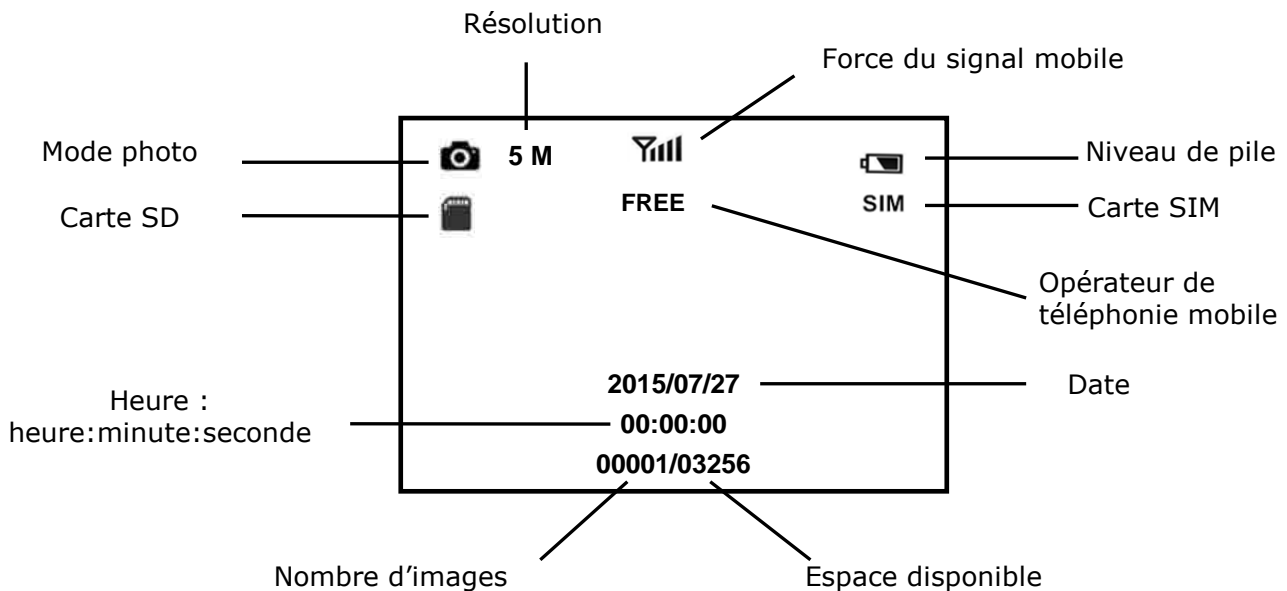 Résolution
Force du signal mobile
Mode photo
5 M
Niveau de pile
Carte SD
FREE
SIM
Carte SIM
Opérateur de
téléphonie mobile
2015/07/27
Date
Heure :
heure:minute:seconde
00:00:00
00001/03256
Nombre d’images
Espace disponible